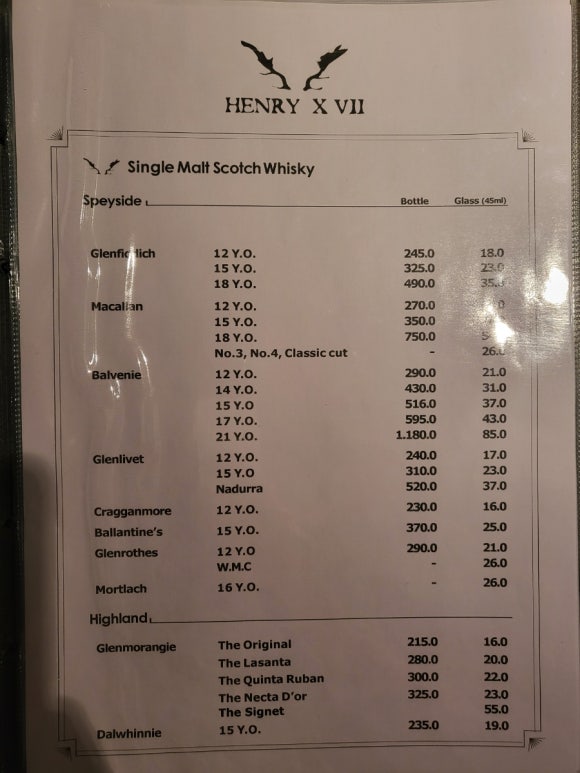 HENRY X VII
Single Malt Scotch Whisky
Speyside Bottle Glass (45ml)
Glenfiddich 12 Y.O. 245.0 18.0
15 Y.O. 325.0 23.0
18 Y.O. 490.0
Macallan 12 Y.O. 270.0
15 Y.O. 350.0
18 Y.O. 750.0
No.3, No.4, Classic cut - 26.0
Balvenie 12 Y.O. 290.0 21.0
14 Y.O. 430.0 31.0
15 Y.O 516.0 37.0
17 Y.O. 595.0 43.0
21 Y.O. 1.180.0 85.0
Glenlivet 12 Y.O. 240.0 17.0
15 Y.O 310.0 23.0
Nadurra 520.0 37.0
Cragganmore 12 Y.O. 230.0 16.0
Ballantine's 15 Y.O. 370.0 25.0
Glenrothes 12 Y.O 290.0 21.0
W.M.C - 26.0
Mortlach 16 Y.O. - 26.0
Highland
Glenmorangie The Original 215.0 16.0
The Lasanta 280.0 20.0
The Quinta Ruban 300.0 22.0
The Necta D'or 325.0 23.0
The Signet 55.0
Dalwhinnie 15 Y.O. 235.0 19.0